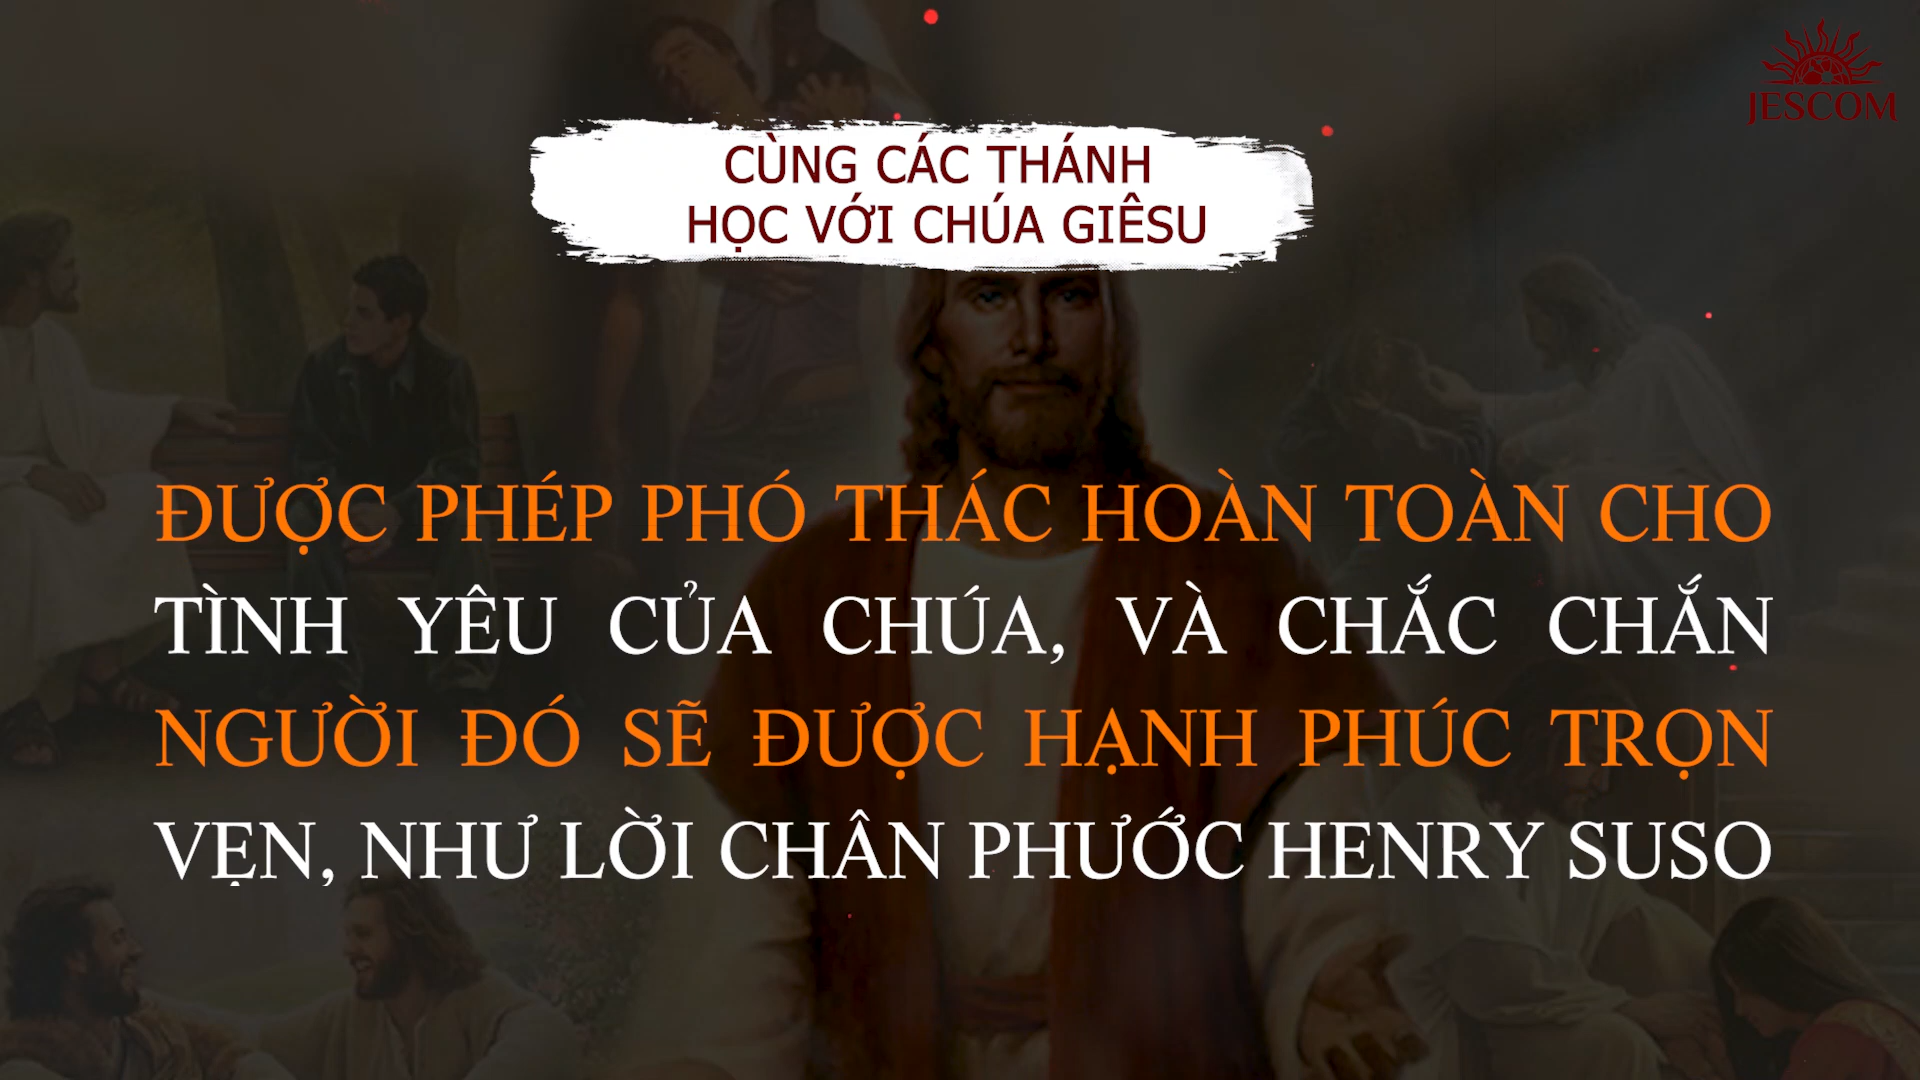 JESCOM
CÙNG CÁC THÁNH
HỌC VỚI CHÚA GIÊSU
ĐƯỢC PHÉP PHÓ THÁC HOÀN TOÀN CHO
TÌNH YÊU CỦA CHÚA, VÀ CHẮC CHẮN
NGƯỜI ĐÓ SẼ ĐƯỢC HẠNH PHÚC TRỌN
VẸN, NHƯ LỜI CHÂN PHƯỚC HENRY SUSO